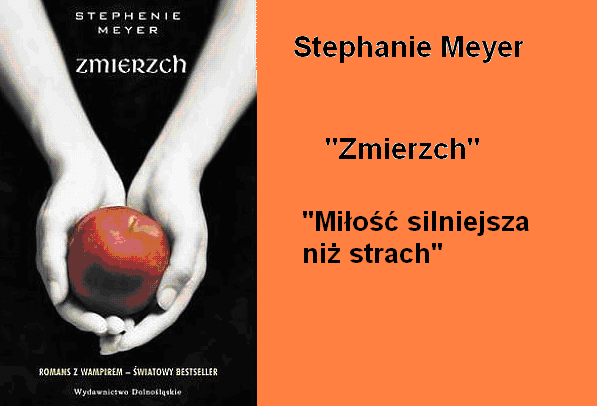 STEPHENIE
MEYER
ZMIERZCH
ROMANS Z WAMPIREM – ŚWIATOWY BESTSELLER
Wydawnictwo Dolnośląskie
Stephanie Meyer
"Zmierzch"
"Miłość silniejsza
niż strach"